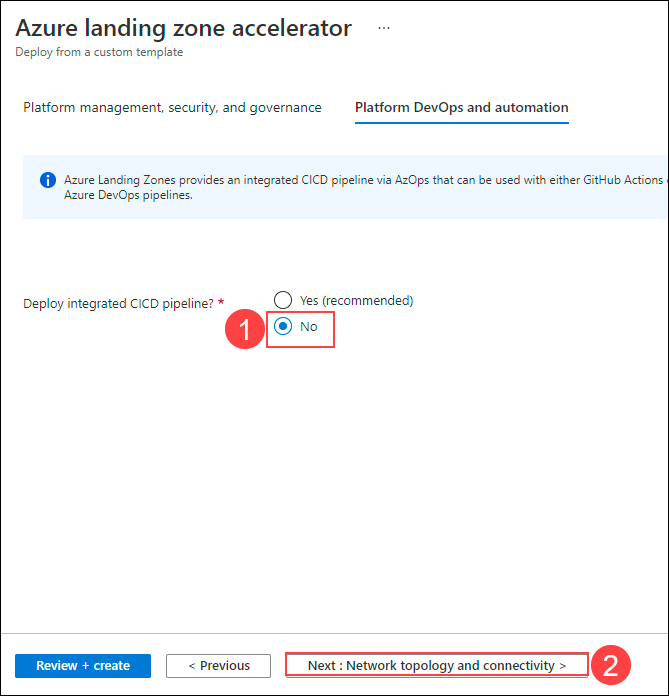 Azure landing zone accelerator ...
Deploy from a custom template
Platform management, security, and governance Platform DevOps and automation
Azure Landing Zones provides an integrated CICD pipeline via AzOps that can be used with either GitHub Actions
Azure DevOps pipelines.
Deploy integrated CICD pipeline? *
Yes (recommended)
1 No
Review + create < Previous Next : Network topology and connectivity > 2